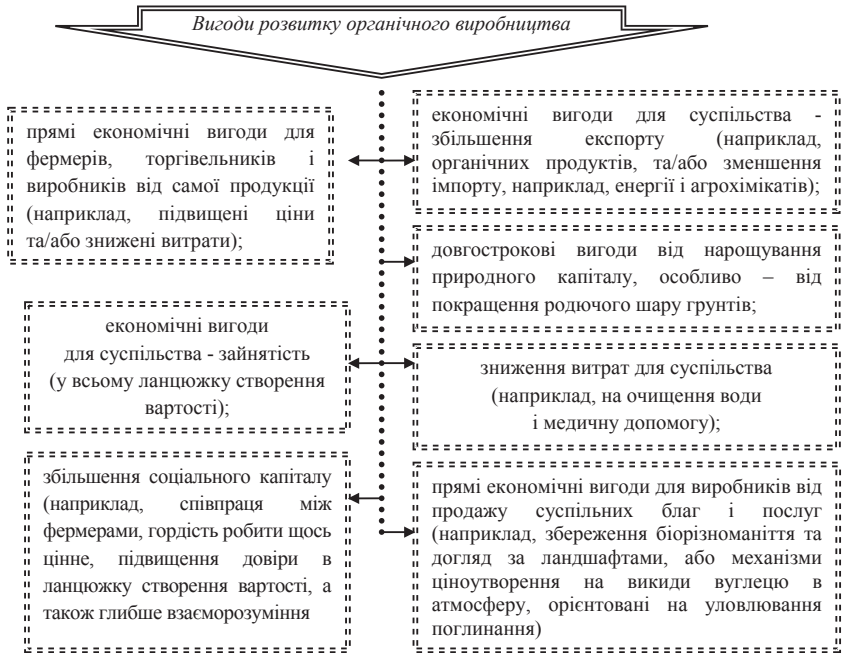 Вигоди розвитку органічного виробництва
прямі економічні вигоди для
фермерів, торгівельників і
виробників від самої продукції
(наприклад, підвищені ціни
та/або знижені витрати);
економічні вигоди для суспільства -
збільшення експорту (наприклад,
органічних продуктів, та/або зменшення
імпорту, наприклад, енергії і агрохімікатів);
довгострокові вигоди від нарощування
природного капіталу, особливо – від
покращення родючого шару грунтів;
економічні вигоди
для суспільства - зайнятість
(у всьому ланцюжку створення
вартості);
зниження витрат для суспільства
(наприклад, на очищення води
і медичну допомогу);
збільшення соціального капіталу
(наприклад, співпраця між
фермерами, гордість робити щось
цінне, підвищення довіри в
ланцюжку створення вартості, а
також глибше взаєморозуміння
прямі економічні вигоди для виробників від
продажу суспільних благ і послуг
(наприклад, збереження біорізноманіття та
догляд за ландшафтами, або механізми
ціноутворення на викиди вуглецю в
атмосферу, орієнтовані на уловлювання
поглинання)